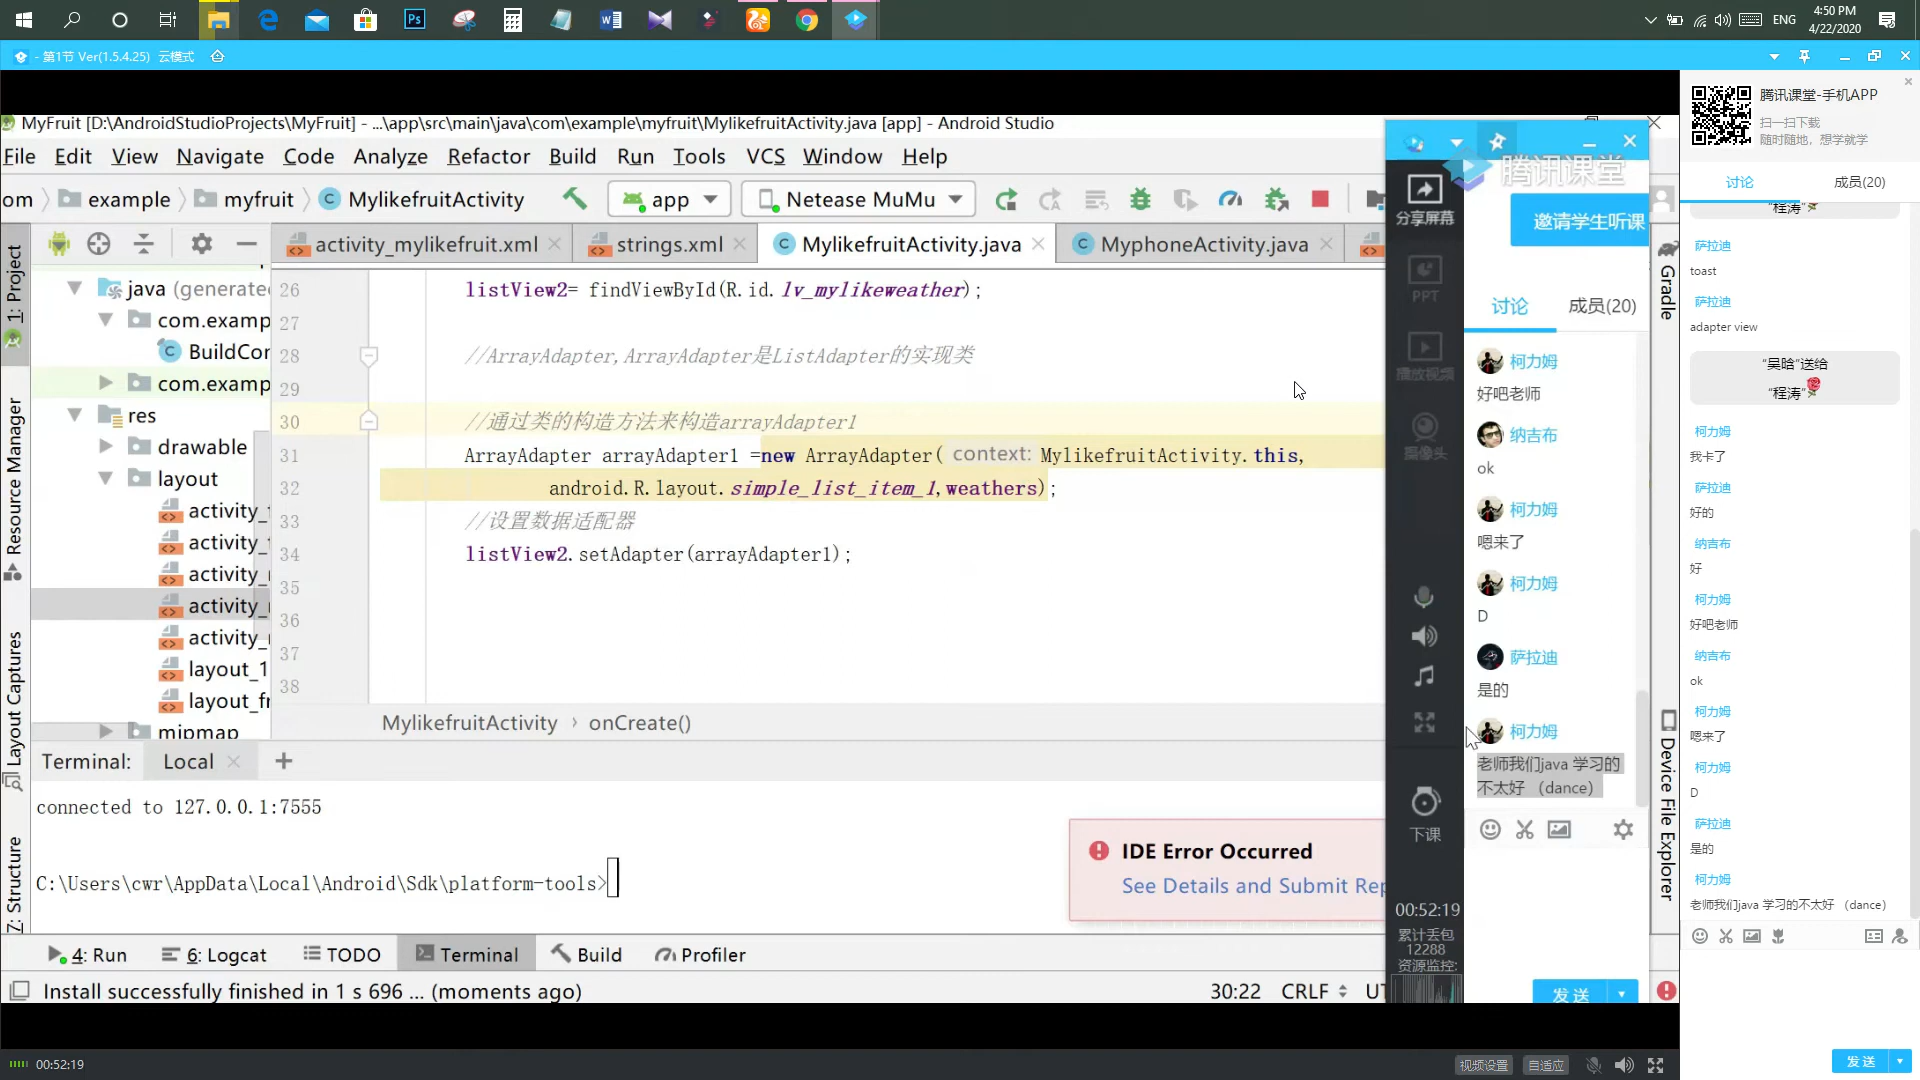 ENG
4:50 PM
4/22/2020
- 第1节 Ver(1.5.4.25) 云模式
MyFruit [D:\AndroidStudioProjects\MyFruit] - ...\app\src\main\java\com\example\myfruit\MylikefruitActivity.java [app] - Android Studio
File Edit View Navigate Code Analyze Refactor Build Run Tools VCS Window Help
om example myfruit MylikefruitActivity app Netease MuMu
activity_mylikefruit.xml strings.xml MylikefruitActivity.java MyphoneActivity.java
1: Project
Resource Manager
Layout Captures
Z: Structure
java (generate
com.examp
BuildCor
com.examp
res
drawable
layout
activity_
activity_
activity_
activity_
activity_
layout_1
layout_fr
mipmap
26 listView2= findViewById(R.id.lv_mylikeweather);
27
28 //ArrayAdapter,ArrayAdapter是ListAdapter的实现类
29
30 //通过类的构造方法来构造arrayAdapter1
31 ArrayAdapter arrayAdapter1 =new ArrayAdapter( context: MylikefruitActivity.this,
32 android.R.layout.simple_list_item_1,weathers);
33 //设置数据适配器
34 listView2.setAdapter(arrayAdapter1);
35
36
37
38
MylikefruitActivity › onCreate()
Terminal: Local +
connected to 127.0.0.1:7555
C:\Users\cwr\AppData\Local\Android\Sdk\platform-tools>
IDE Error Occurred
See Details and Submit Rep
4: Run 6: Logcat TODO Terminal Build Profiler
Install successfully finished in 1 s 696 ... (moments ago)
30:22 CRLF UT
腾讯课堂
分享屏幕
PPT
播放视频
摄像头
下课
00:52:19
累计丢包
12288
资源监控:
邀请学生听课
讨论 成员(20)
柯力姆
好吧老师
纳吉布
ok
柯力姆
嗯来了
柯力姆
D
萨拉迪
是的
柯力姆
老师我们java 学习的
不太好 （dance）
发送
Gradle
Device File Explorer
腾讯课堂-手机APP
扫一扫下载
随时随地，想学就学
讨论 成员(20)
“程涛”
萨拉迪
toast
萨拉迪
adapter view
“吴晗”送给
“程涛”
柯力姆
我卡了
萨拉迪
好的
纳吉布
好
柯力姆
好吧老师
纳吉布
ok
柯力姆
嗯来了
柯力姆
D
萨拉迪
是的
柯力姆
老师我们java 学习的不太好 （dance）
发送
00:52:19
视频设置 自适应